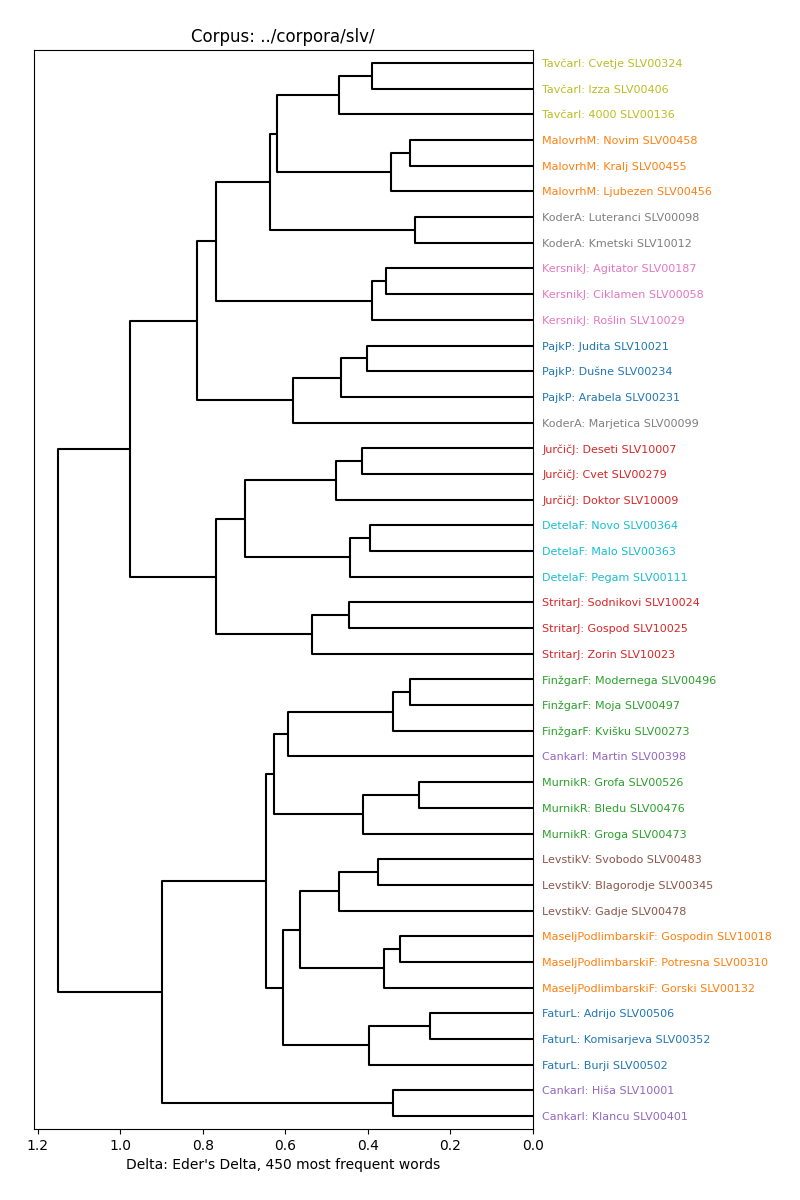 Corpus: ../corpora/slv/
TavčarI: Cvetje SLV00324
TavčarI: Izza SLV00406
TavčarI: 4000 SLV00136
MalovrhM: Novim SLV00458
MalovrhM: Kralj SLV00455
MalovrhM: Ljubezen SLV00456
KoderA: Luteranci SLV00098
KoderA: Kmetski SLV10012
KersnikJ: Agitator SLV00187
KersnikJ: Ciklamen SLV00058
KersnikJ: Rošlin SLV10029
PajkP: Judita SLV10021
PajkP: Dušne SLV00234
PajkP: Arabela SLV00231
KoderA: Marjetica SLV00099
JurčičJ: Deseti SLV10007
JurčičJ: Cvet SLV00279
JurčičJ: Doktor SLV10009
DetelaF: Novo SLV00364
DetelaF: Malo SLV00363
DetelaF: Pegam SLV00111
StritarJ: Sodnikovi SLV10024
StritarJ: Gospod SLV10025
StritarJ: Zorin SLV10023
FinžgarF: Modernega SLV00496
FinžgarF: Moja SLV00497
FinžgarF: Kvišku SLV00273
CankarI: Martin SLV00398
MurnikR: Grofa SLV00526
MurnikR: Bledu SLV00476
MurnikR: Groga SLV00473
LevstikV: Svobodo SLV00483
LevstikV: Blagorodje SLV00345
LevstikV: Gadje SLV00478
MaseljPodlimbarskiF: Gospodin SLV10018
MaseljPodlimbarskiF: Potresna SLV00310
MaseljPodlimbarskiF: Gorski SLV00132
FaturL: Adrijo SLV00506
FaturL: Komisarjeva SLV00352
FaturL: Burji SLV00502
CankarI: Hiša SLV10001
CankarI: Klancu SLV00401
1.2 1.0 0.8 0.6 0.4 0.2 0.0
Delta: Eder's Delta, 450 most frequent words